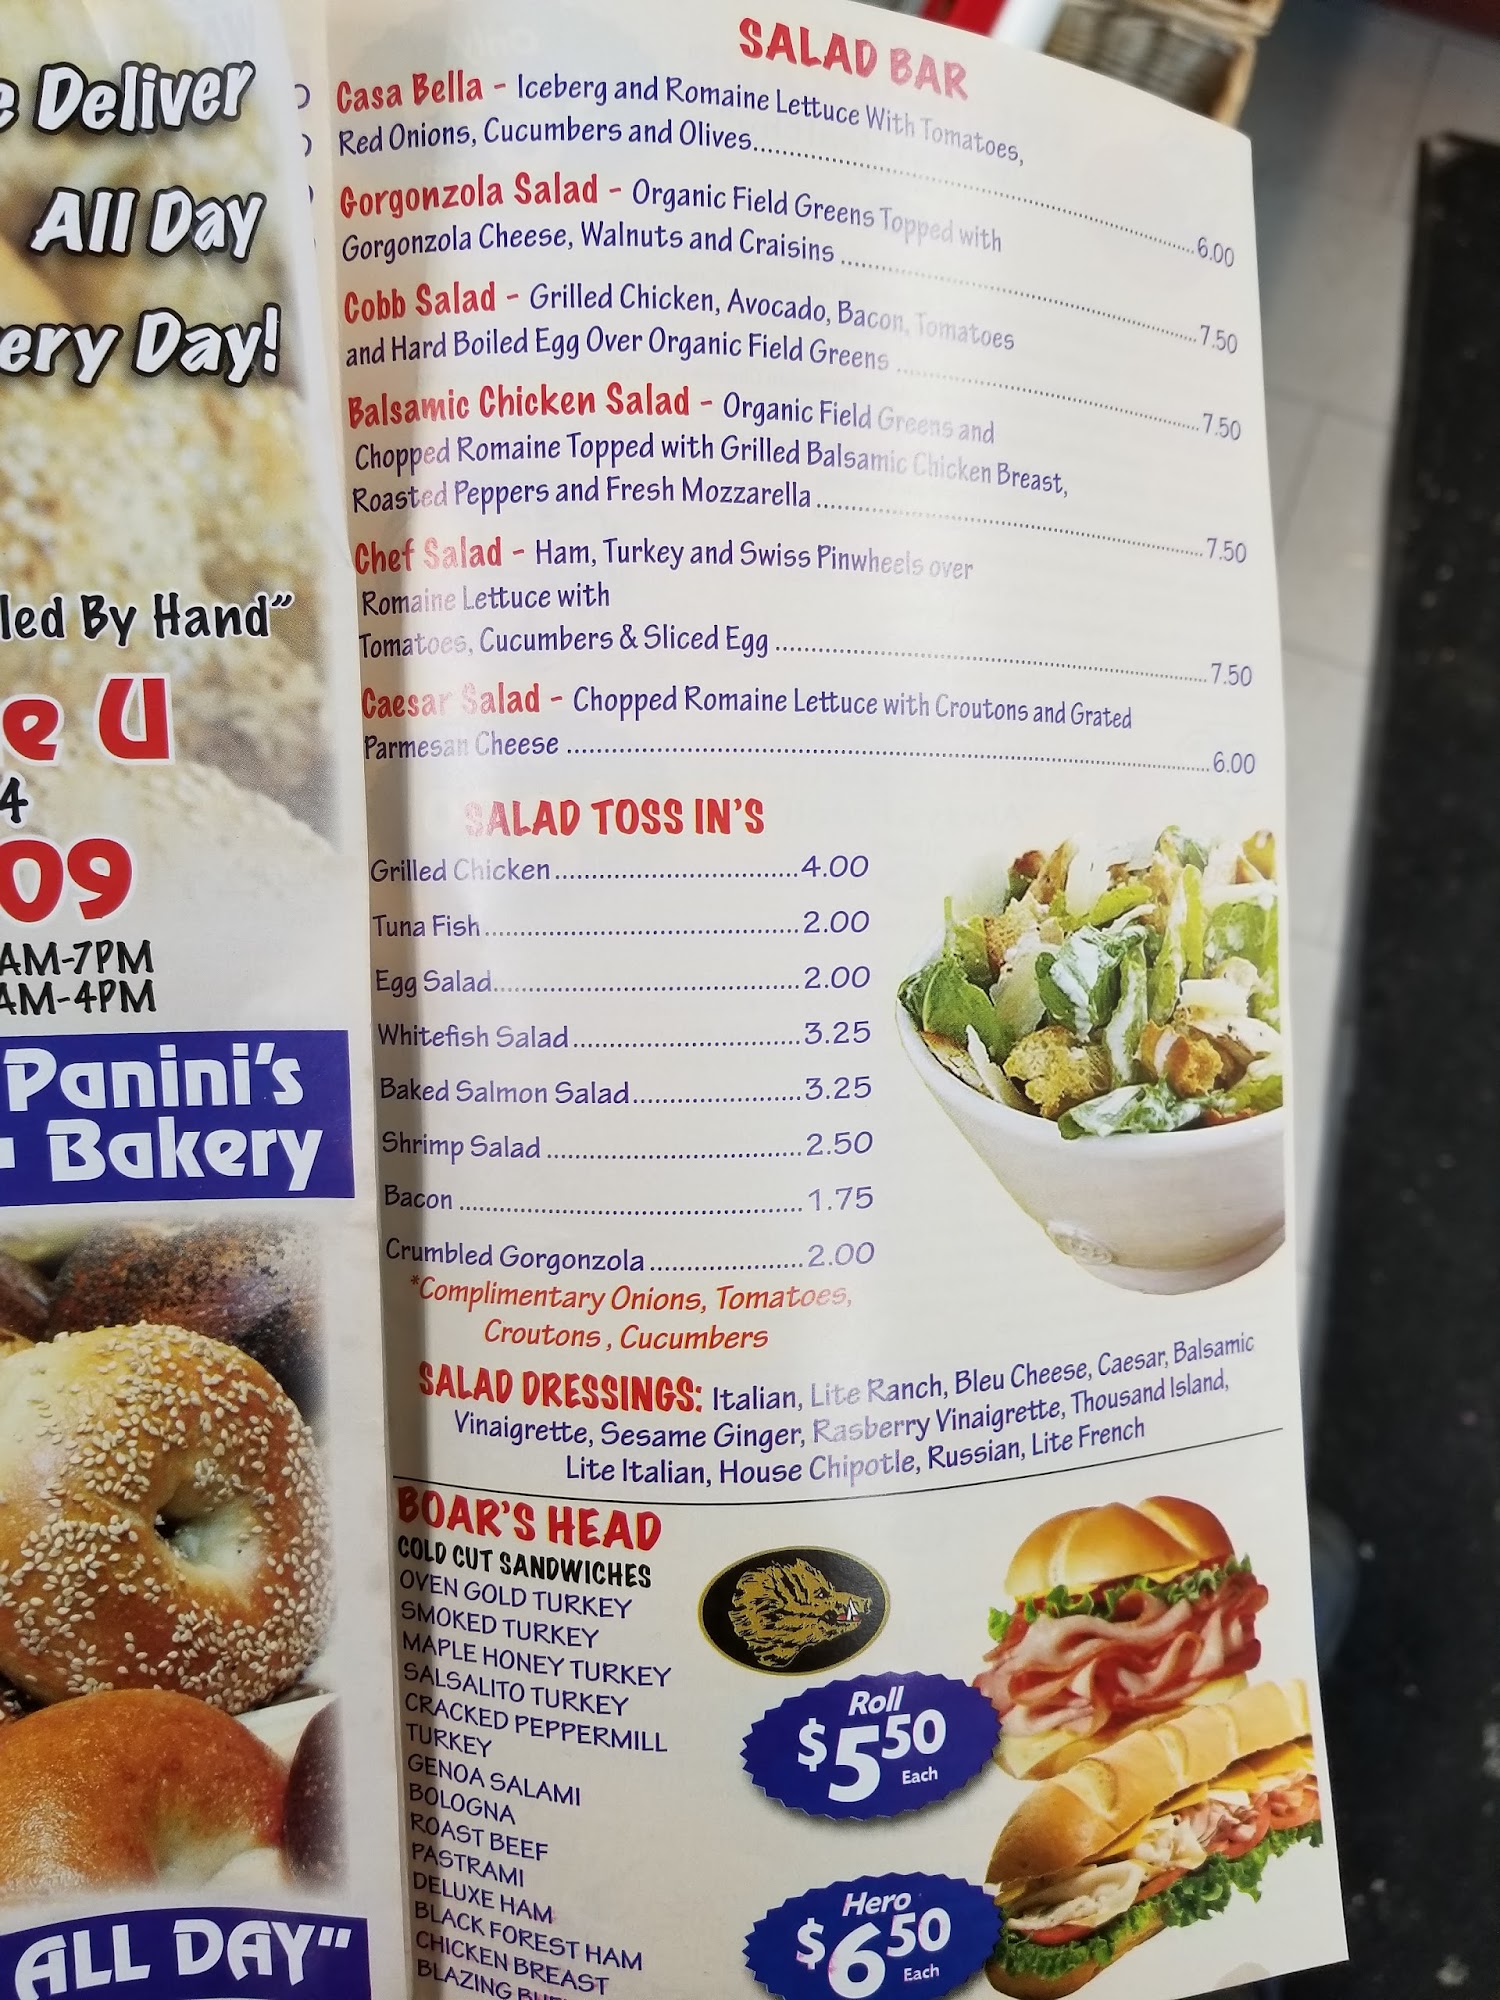 Deliver
All Day
ery Day!
led By Hand"
e U
4
09
AM-7PM
AM-4PM
Panini's
Bakery
ALL DAY"
SALAD BAR
Casa Bella - Iceberg and Romaine Lettuce With Tomatoes,
Red Onions, Cucumbers and Olives..........6.00
Gorgonzola Salad - Organic Field Greens Topped with
Gorgonzola Cheese, Walnuts and Craisins..........7.50
Cobb Salad - Grilled Chicken, Avocado, Bacon, Tomatoes
and Hard Boiled Egg Over Organic Field Greens..........7.50
Balsamic Chicken Salad - Organic Field Greens and
Chopped Romaine Topped with Grilled Balsamic Chicken Breast,
Roasted Peppers and Fresh Mozzarella..........7.50
Chef Salad - Ham, Turkey and Swiss Pinwheels over
Romaine Lettuce with
Tomatoes, Cucumbers & Sliced Egg..........7.50
Caesar Salad - Chopped Romaine Lettuce with Croutons and Grated
Parmesan Cheese..........6.00
SALAD TOSS IN'S
Grilled Chicken..........4.00
Tuna Fish..........2.00
Egg Salad..........2.00
Whitefish Salad..........3.25
Baked Salmon Salad..........3.25
Shrimp Salad..........2.50
Bacon..........1.75
Crumbled Gorgonzola..........2.00
*Complimentary Onions, Tomatoes,
Croutons, Cucumbers
SALAD DRESSINGS: Italian, Lite Ranch, Bleu Cheese, Caesar, Balsamic
Vinaigrette, Sesame Ginger, Rasberry Vinaigrette, Thousand Island,
Lite Italian, House Chipotle, Russian, Lite French
BOAR'S HEAD
COLD CUT SANDWICHES
OVEN GOLD TURKEY
SMOKED TURKEY
MAPLE HONEY TURKEY
SALSALITO TURKEY
CRACKED PEPPERMILL
TURKEY
GENOA SALAMI
BOLOGNA
ROAST BEEF
PASTRAMI
DELUXE HAM
BLACK FOREST HAM
CHICKEN BREAST
BLAZING
Roll
$5.50
Each
Hero
$6.50
Each